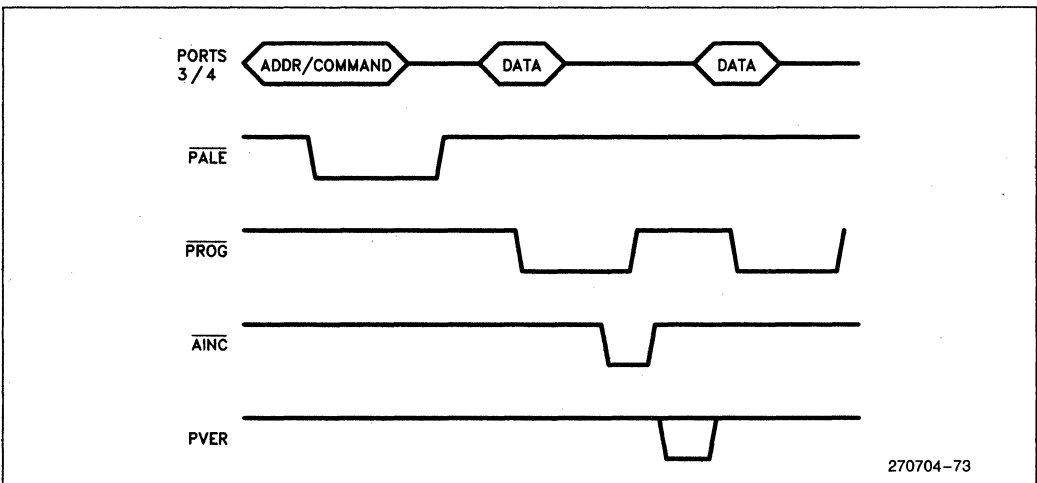 PORTS
3/4
ADDR/COMMAND
DATA
DATA
PALE
PROG
AINC
PVER
270704-73